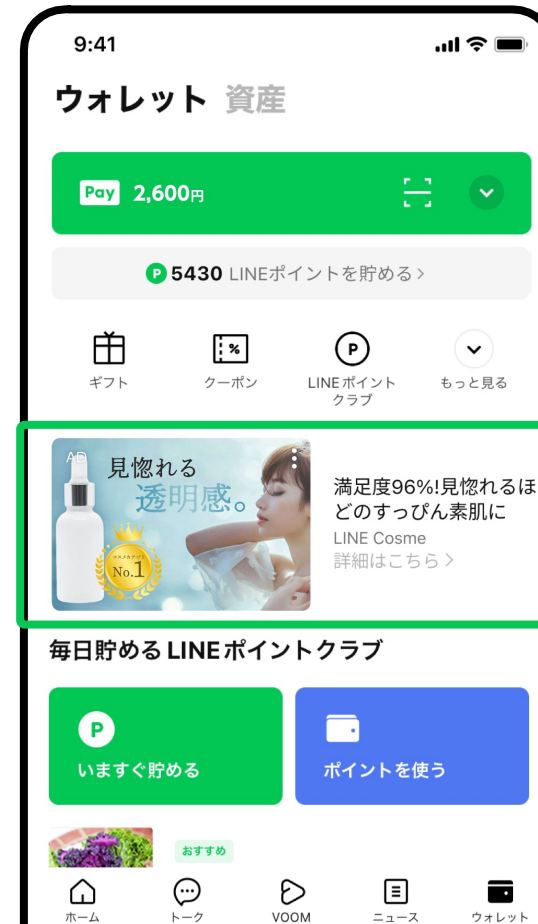 9:41
ウォレット 資産
Pay 2,600円
P 5430 LINEポイントを貯める >
% P
ギフト クーポン LINEポイント もっと見る
クラブ
AD
見惚れる
透明感。
No.1
満足度96%!見惚れるほ
どのすっぴん素肌に
LINE Cosme
詳細はこちら >
毎日貯める LINEポイントクラブ
P
いますぐ貯める ポイントを使う
おすすめ
ホーム トーク VOOM ニュース ウォレット